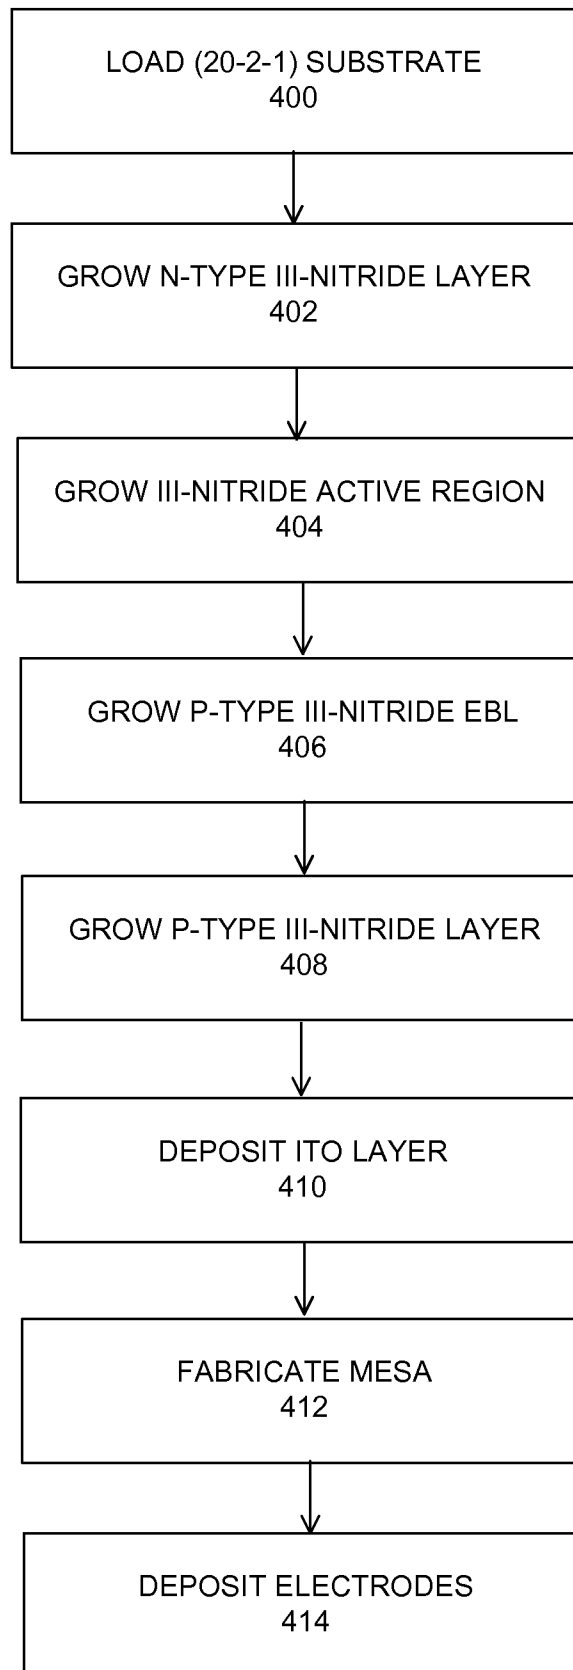 LOAD (20-2-1) SUBSTRATE
400
GROW N-TYPE III-NITRIDE LAYER
402
GROW III-NITRIDE ACTIVE REGION
404
GROW P-TYPE III-NITRIDE EBL
406
GROW P-TYPE III-NITRIDE LAYER
408
DEPOSIT ITO LAYER
410
FABRICATE MESA
412
DEPOSIT ELECTRODES
414